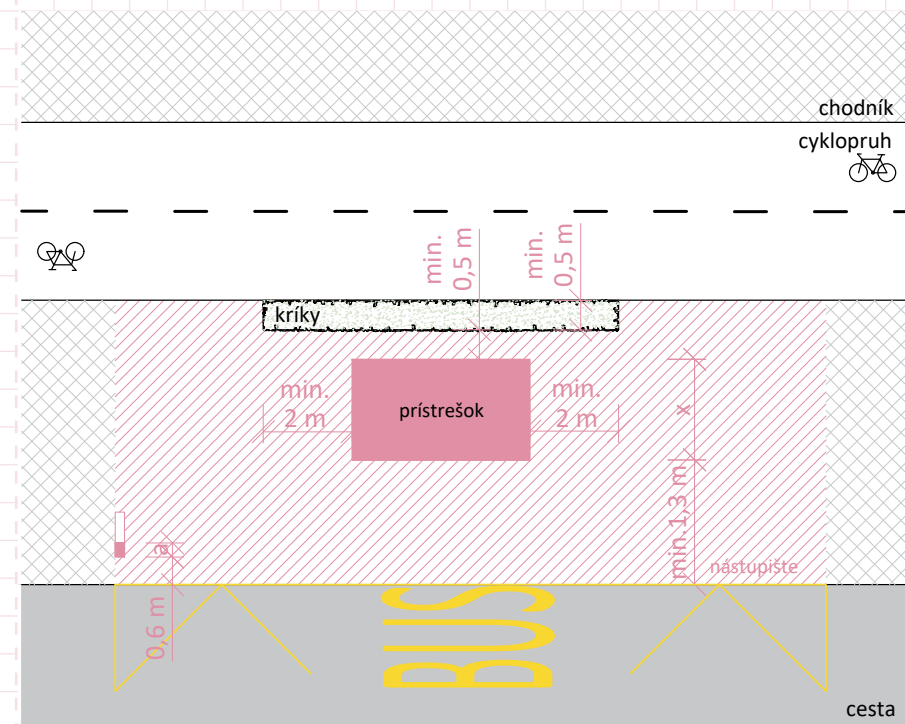 chodník
cyklopruh
min.
0,5 m
min.
0,5 m
kríky
min.
2 m
prístrešok
min.
2 m
x
min.1,3 m
a
0,6 m
nástupište
BUS
cesta